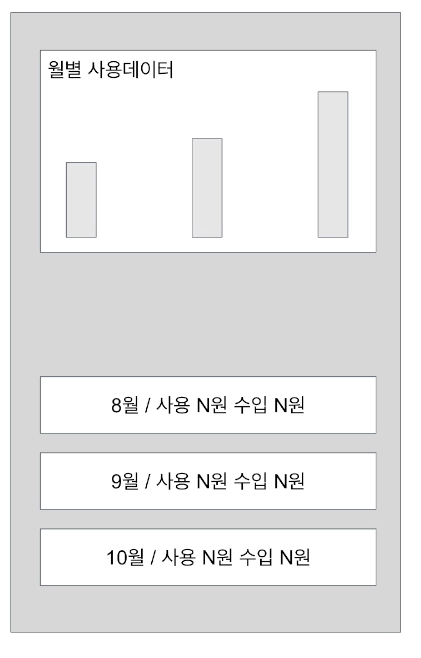 월별 사용데이터
8월 / 사용 N원 수입 N원
9월 / 사용 N원 수입 N원
10월 / 사용 N원 수입 N원